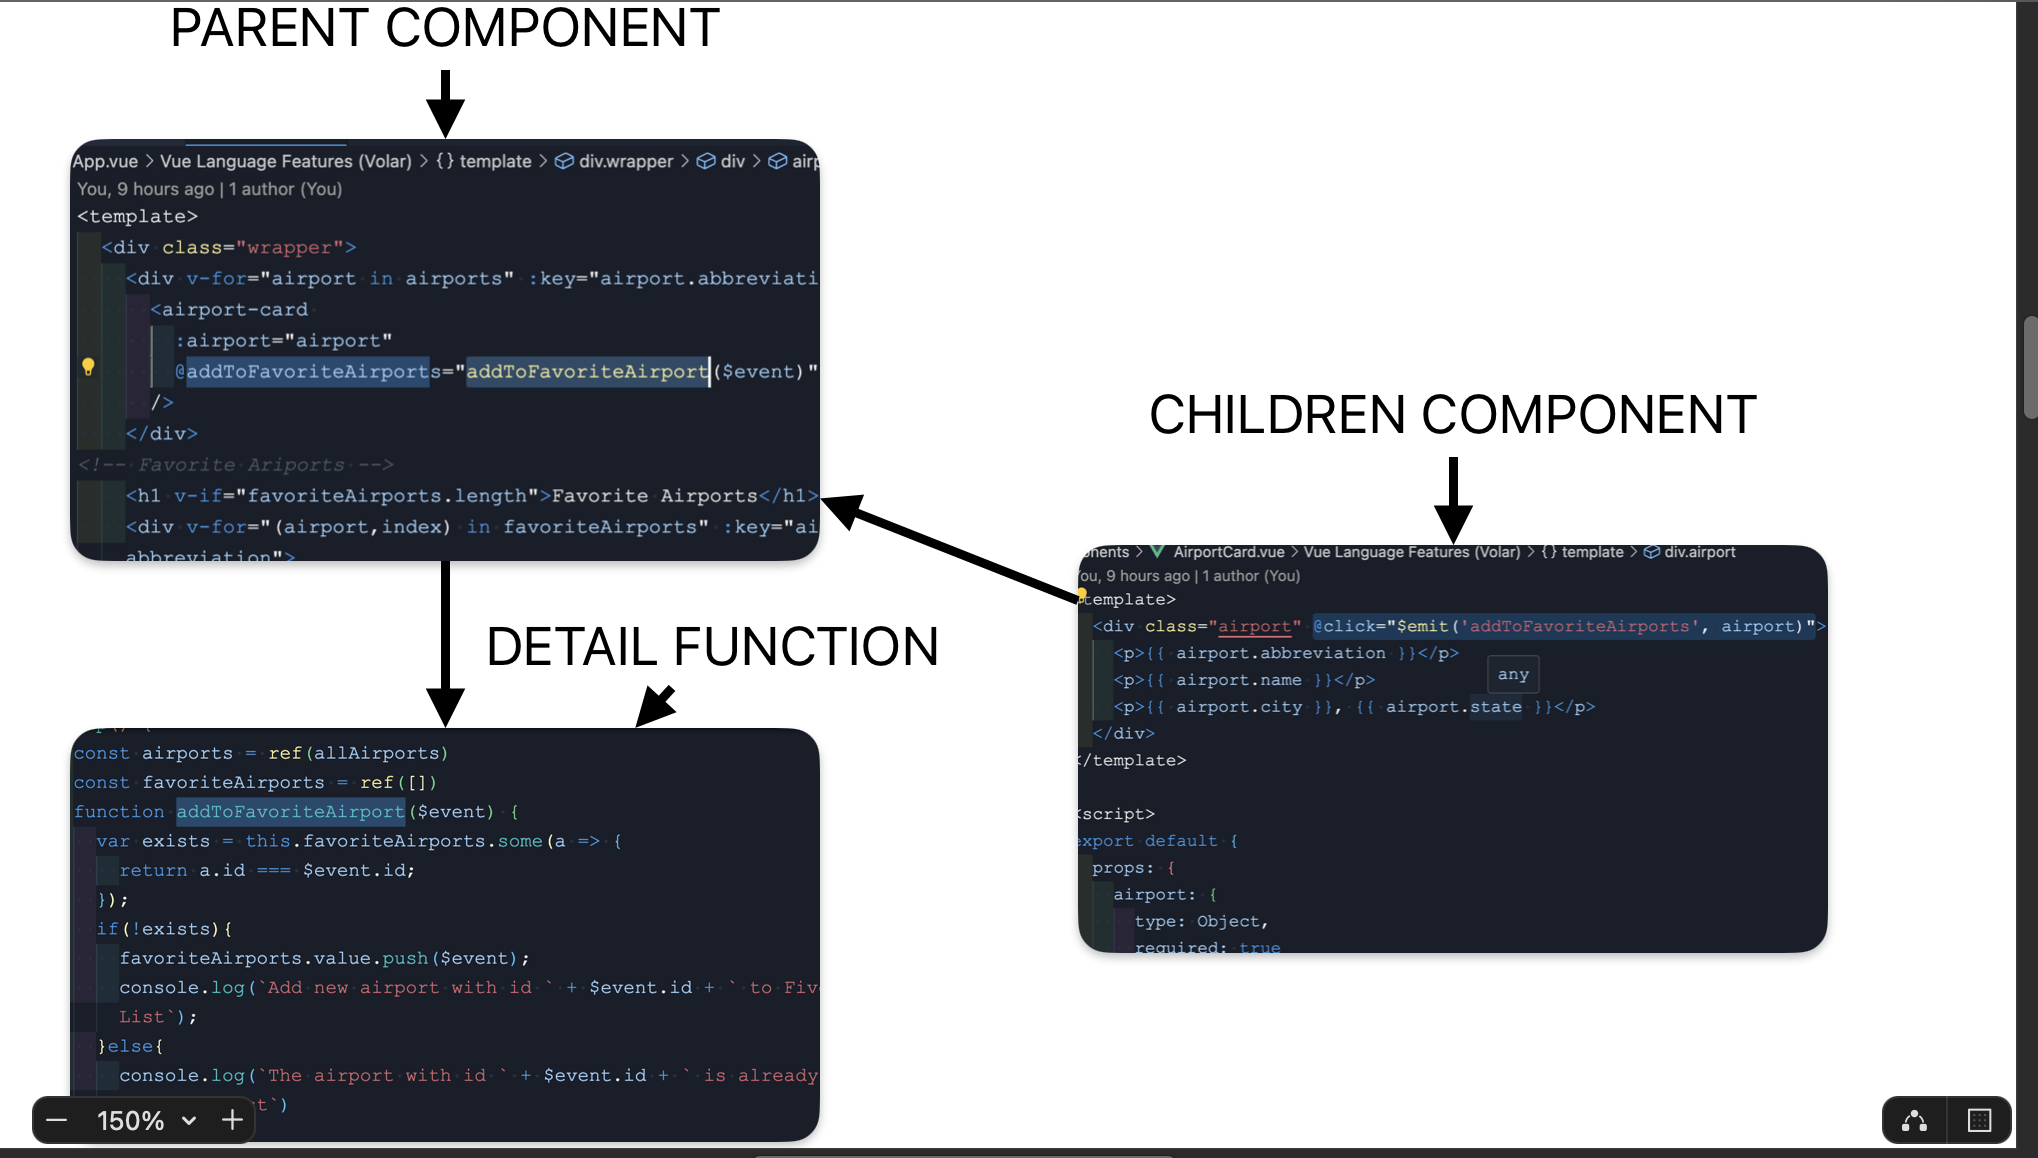 PARENT COMPONENT
App.vue > Vue Language Features (Volar) > {} template > div.wrapper > div >
You, 9 hours ago | 1 author (You)
<template>
<div class="wrapper">
<div v-for="airport in airports" :key="airport.abbreviati
<airport-card
:airport="airport"
@addToFavoriteAirports="addToFavoriteAirport($event)"
/>
</div>
<!-- Favorite Ariports -->
<h1 v-if="favoriteAirports.length">Favorite Airports</h1>
<div v-for="(airport,index) in favoriteAirports" :key="ai
abbreviation">
CHILDREN COMPONENT
AirportCard.vue > Vue Language Features (Volar) > {} template > div.airport
ou, 9 hours ago | 1 author (You)
template>
<div class="airport" @click="$emit('addToFavoriteAirports', airport)">
<p>{{ airport.abbreviation }}</p>
any
<p>{{ airport.name }}</p>
<p>{{ airport.city }}, {{ airport.state }}</p>
</div>
</template>
<script>
export default {
props: {
airport: {
type: Object,
required: true
DETAIL FUNCTION
const airports = ref(allAirports)
const favoriteAirports = ref([])
function addToFavoriteAirport($event) {
var exists = this.favoriteAirports.some(a => {
return a.id === $event.id;
});
if(!exists){
favoriteAirports.value.push($event);
console.log(`Add new airport with id ` + $event.id + ` to Fiv
List`);
}else{
console.log(`The airport with id ` + $event.id + ` is already
t`)
150%